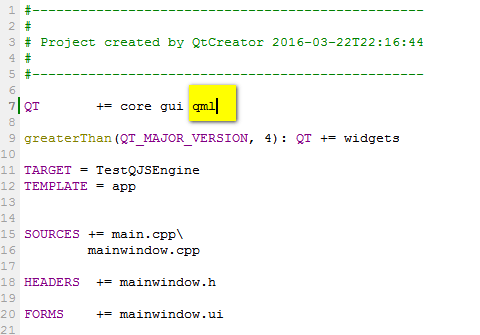 1 #-------------------------------------------------
2 #
3 # Project created by QtCreator 2016-03-22T22:16:44
4 #
5 #-------------------------------------------------
6
7 QT       += core gui qml
8
9 greaterThan(QT_MAJOR_VERSION, 4): QT += widgets
10
11 TARGET = TestQJSEngine
12 TEMPLATE = app
13
14
15 SOURCES += main.cpp\
16         mainwindow.cpp
17
18 HEADERS  += mainwindow.h
19
20 FORMS    += mainwindow.ui
21